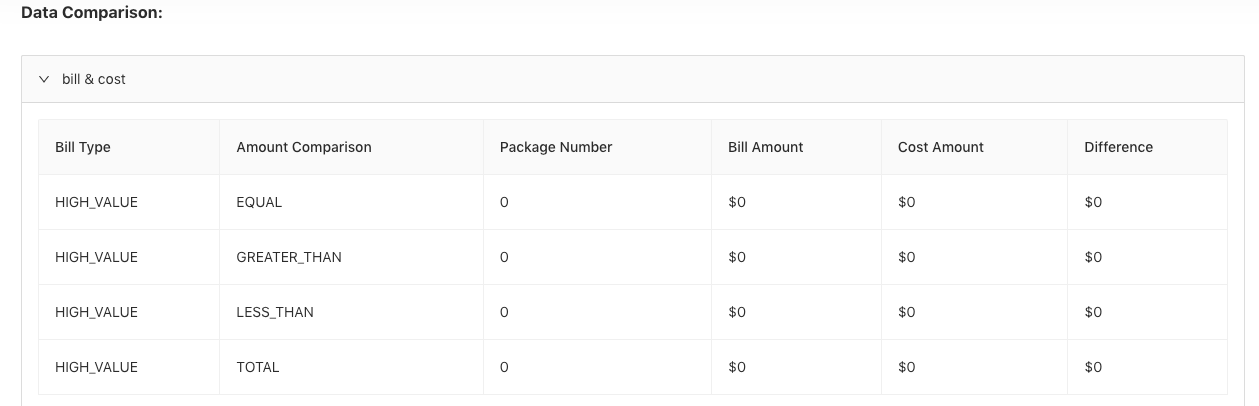 Data Comparison:
bill & cost
Bill Type Amount Comparison Package Number Bill Amount Cost Amount Difference
HIGH_VALUE EQUAL 0 $0 $0 $0
HIGH_VALUE GREATER_THAN 0 $0 $0 $0
HIGH_VALUE LESS_THAN 0 $0 $0 $0
HIGH_VALUE TOTAL 0 $0 $0 $0